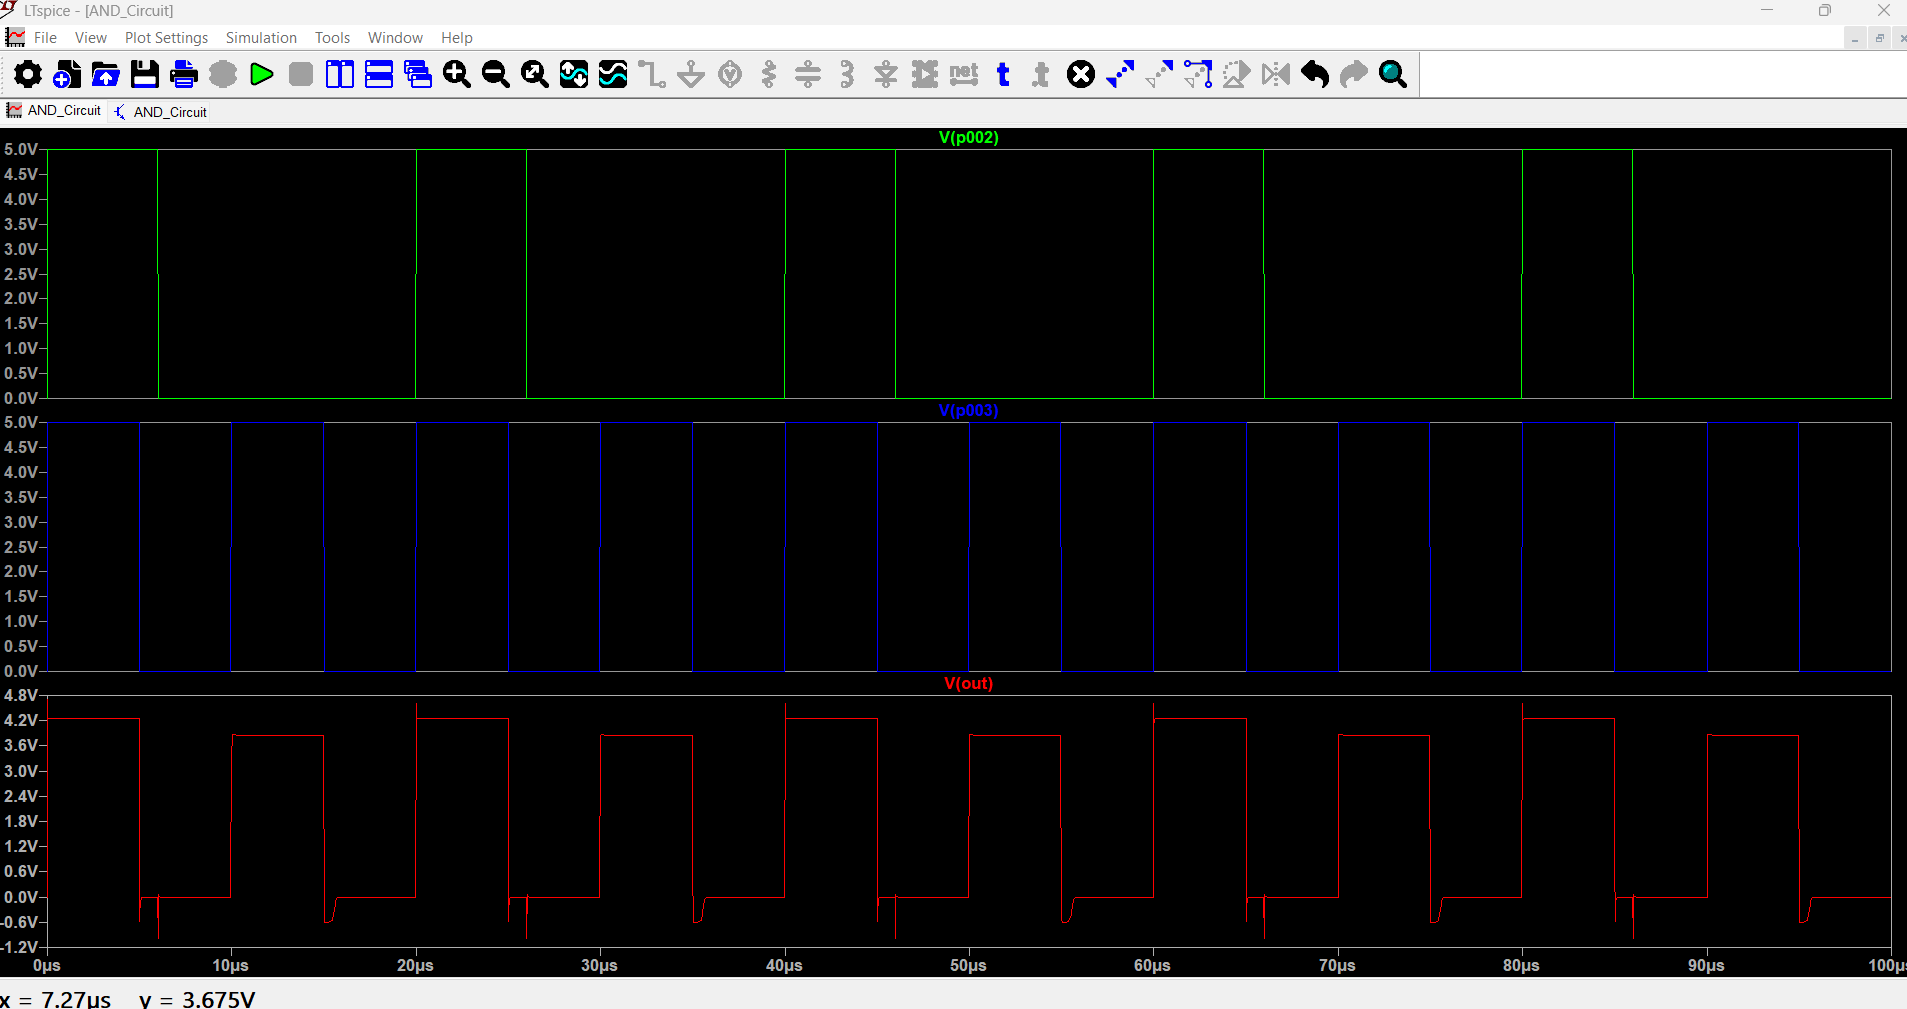 LTspice - [AND_Circuit]
File View Plot Settings Simulation Tools Window Help
net t t
AND_Circuit AND_Circuit
V(p002)
5.0V
4.5V
4.0V
3.5V
3.0V
2.5V
2.0V
1.5V
1.0V
0.5V
0.0V
V(p003)
5.0V
4.5V
4.0V
3.5V
3.0V
2.5V
2.0V
1.5V
1.0V
0.5V
0.0V
V(out)
4.8V
4.2V
3.6V
3.0V
2.4V
1.8V
1.2V
0.6V
0.0V
-0.6V
-1.2V
0µs 10µs 20µs 30µs 40µs 50µs 60µs 70µs 80µs 90µs 100µs
x = 7.27µs y = 3.675V